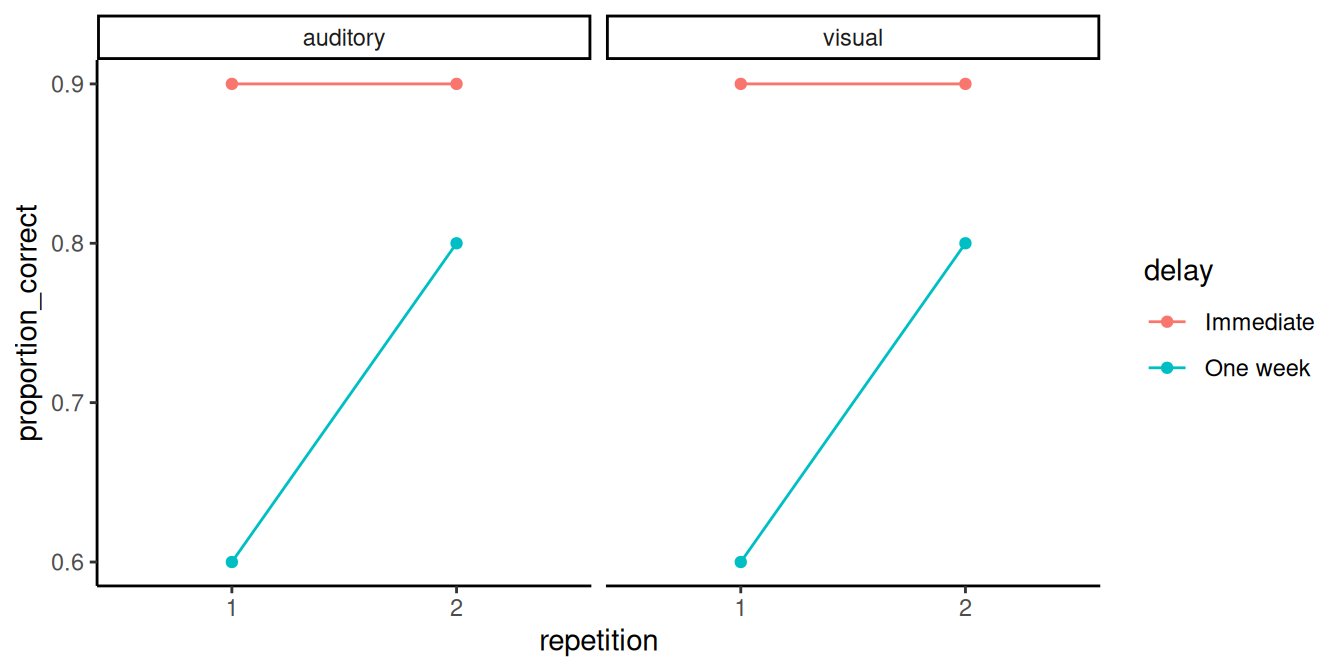 auditory
visual
0.9
0.8
0.7
0.6
proportion_correct
1
2
1
2
repetition
delay
Immediate
One week